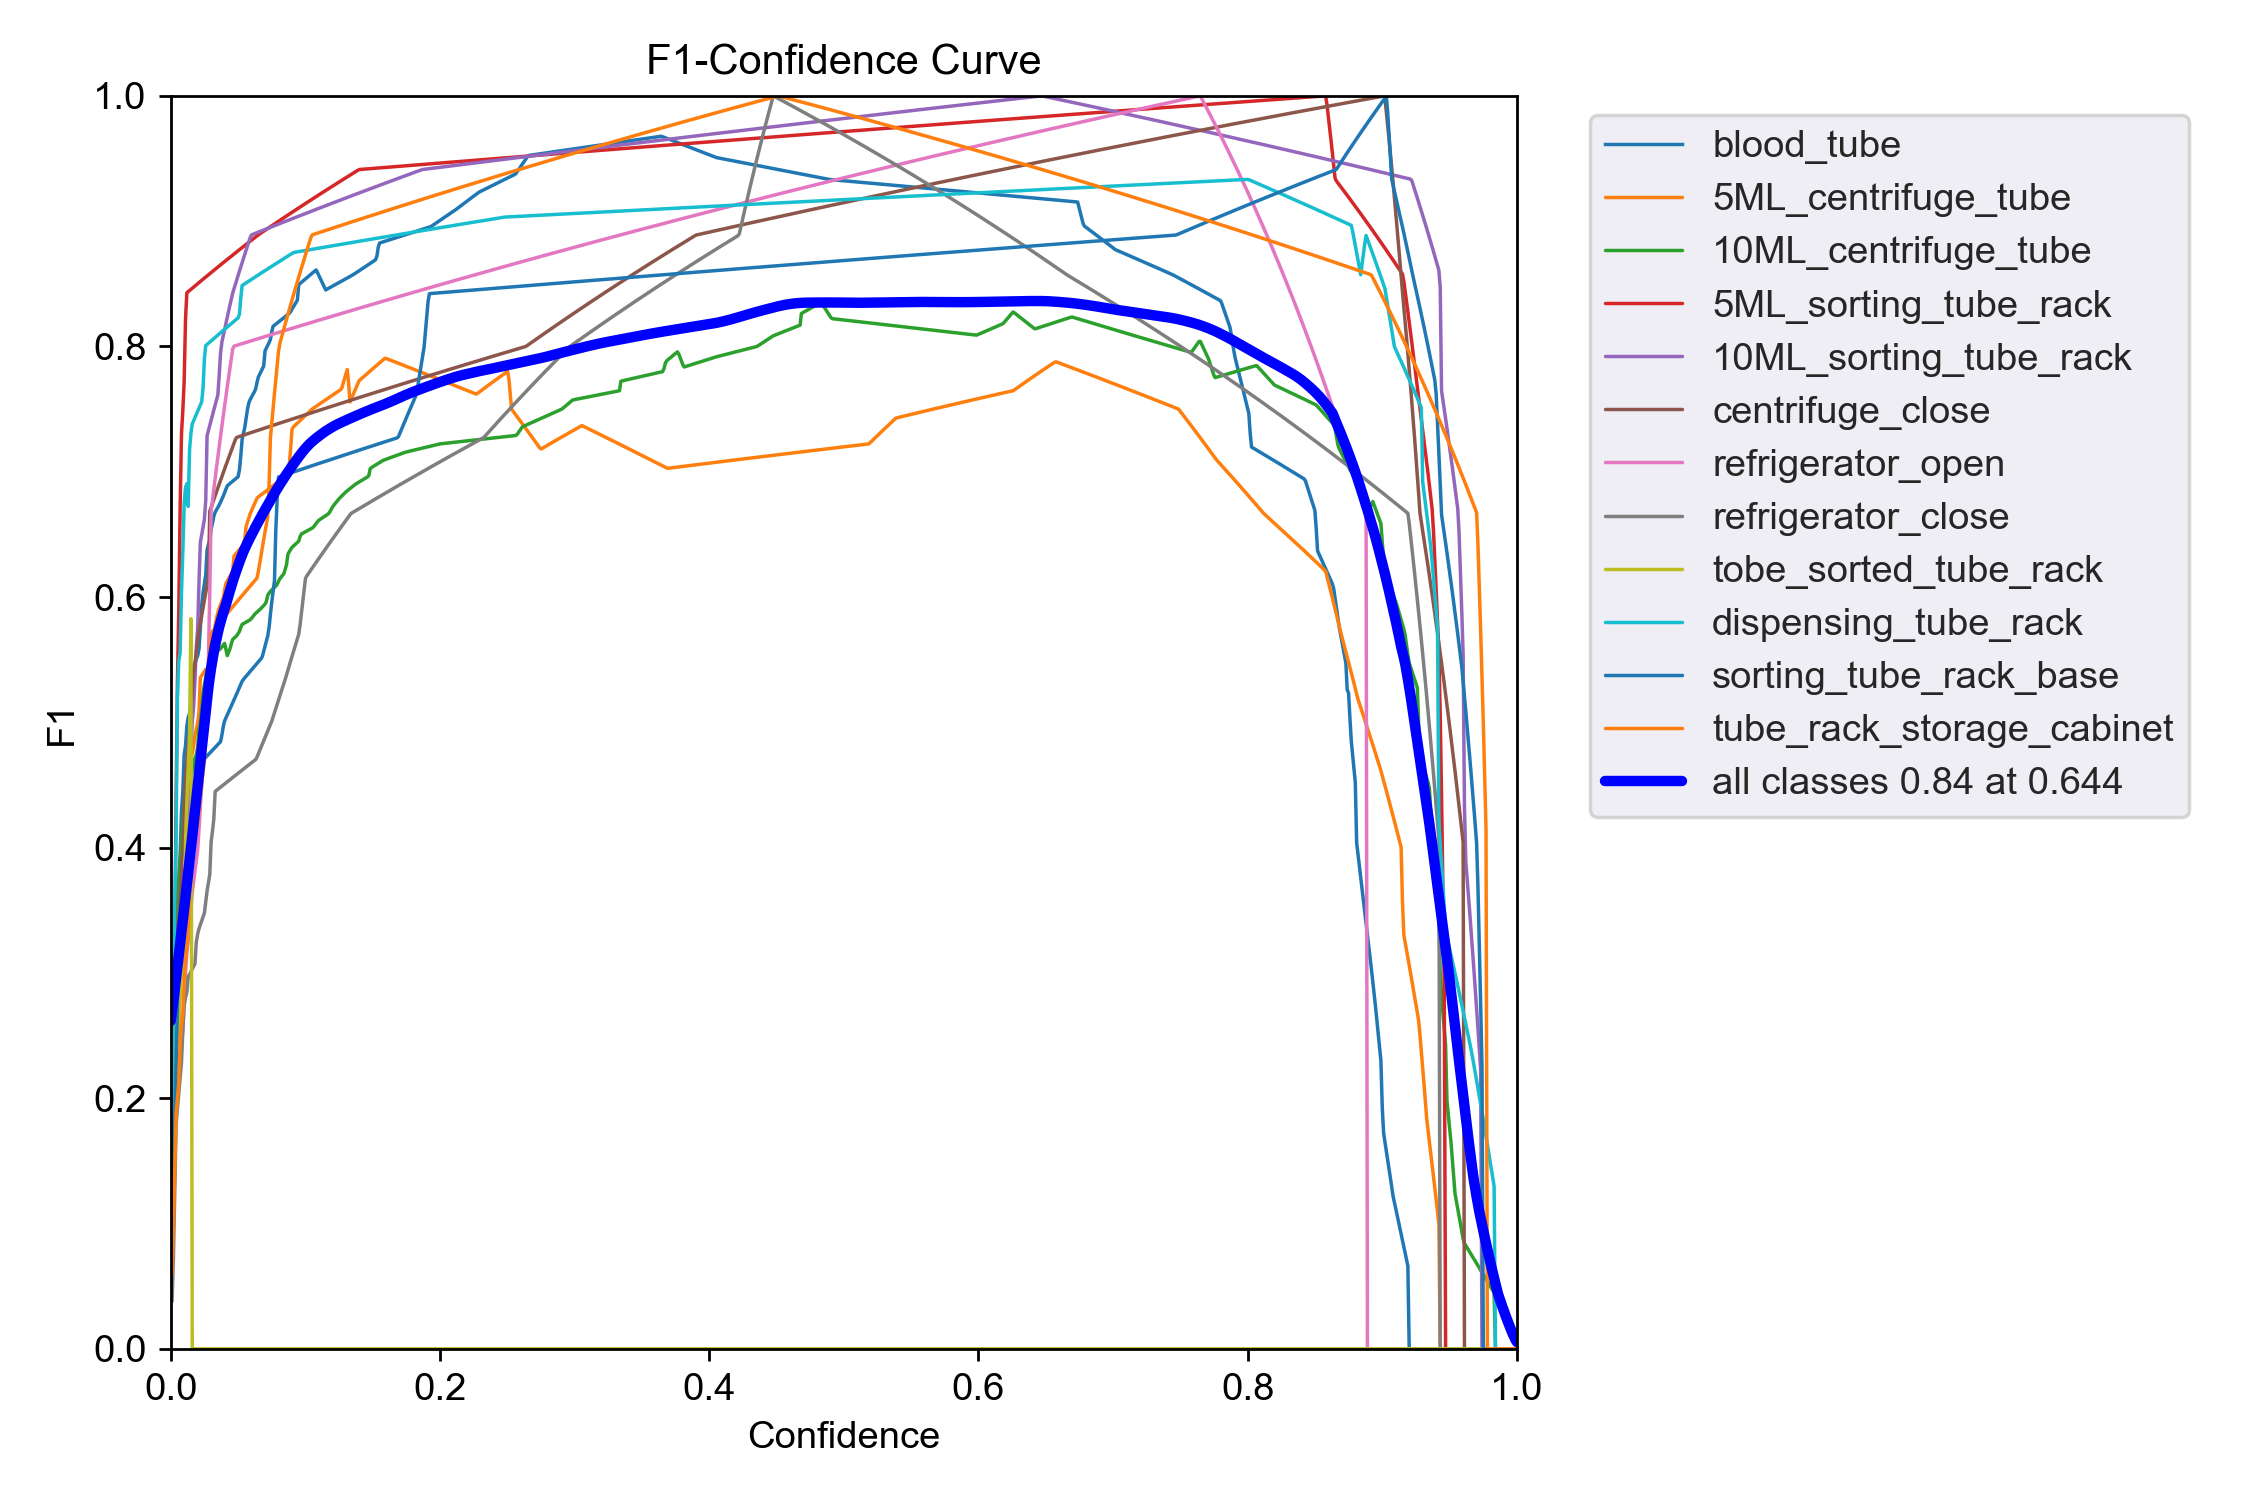 F1-Confidence Curve
1.0
0.8
0.6
0.4
0.2
0.0
F1
0.0 0.2 0.4 0.6 0.8 1.0
Confidence
blood_tube
5ML_centrifuge_tube
10ML_centrifuge_tube
5ML_sorting_tube_rack
10ML_sorting_tube_rack
centrifuge_close
refrigerator_open
refrigerator_close
tobe_sorted_tube_rack
dispensing_tube_rack
sorting_tube_rack_base
tube_rack_storage_cabinet
all classes 0.84 at 0.644